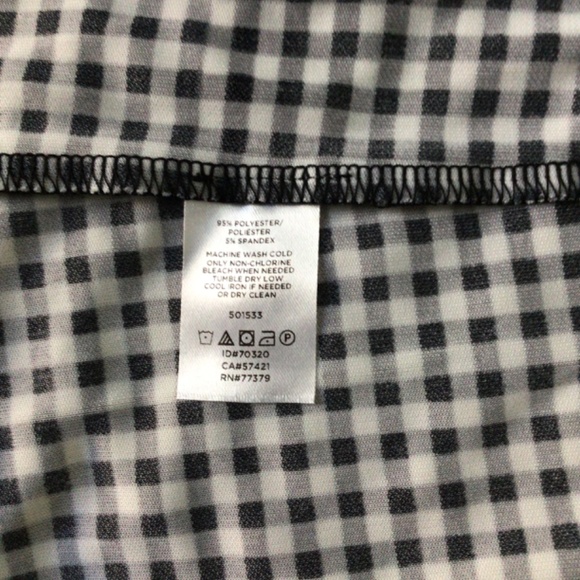 95% POLYESTER/
POLIÉSTER
5% SPANDEX
MACHINE WASH COLD
ONLY NON-CHLORINE
BLEACH WHEN NEEDED
TUMBLE DRY LOW
COOL IRON IF NEEDED
OR DRY CLEAN
501533
P
ID#70320
CA#57421
RN#77379